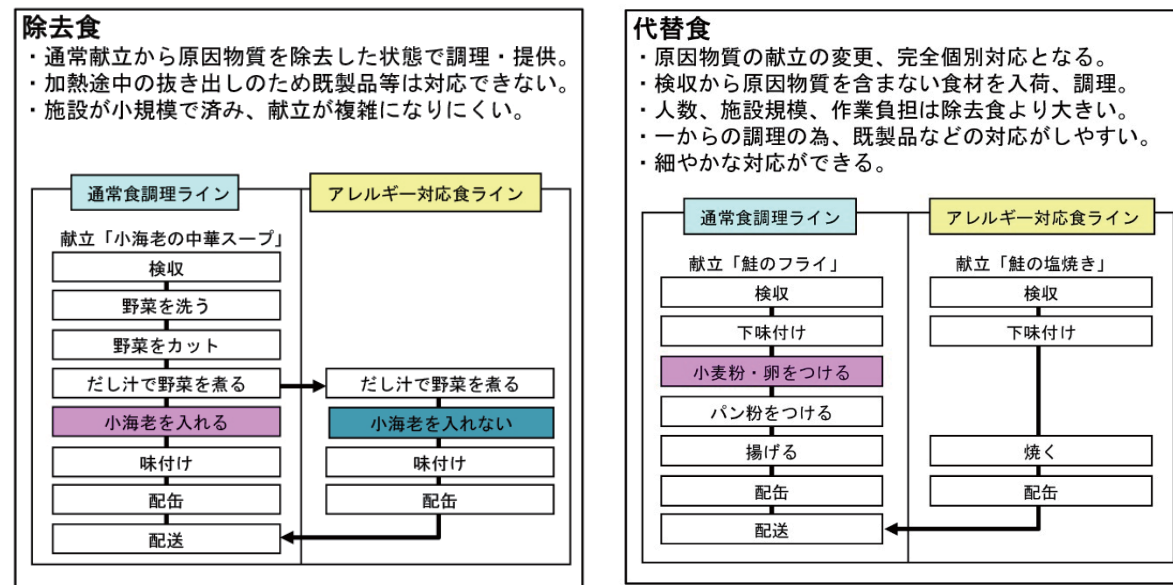 除去食
・通常献立から原因物質を除去した状態で調理・提供。
・加熱途中の抜き出しのため既製品等は対応できない。
・施設が小規模で済み、献立が複雑になりにくい。
通常食調理ライン
アレルギー対応食ライン
献立「小海老の中華スープ」
検収
野菜を洗う
野菜をカット
だし汁で野菜を煮る
だし汁で野菜を煮る
小海老を入れる
小海老を入れない
味付け
味付け
配缶
配缶
配送
代替食
・原因物質の献立の変更、完全個別対応となる。
・検収から原因物質を含まない食材を入荷、調理。
・人数、施設規模、作業負担は除去食より大きい。
・一からの調理の為、既製品などの対応がしやすい。
・細やかな対応ができる。
通常食調理ライン
アレルギー対応食ライン
献立「鮭のフライ」
献立「鮭の塩焼き」
検収
検収
下味付け
下味付け
小麦粉・卵をつける
パン粉をつける
揚げる
焼く
配缶
配缶
配送